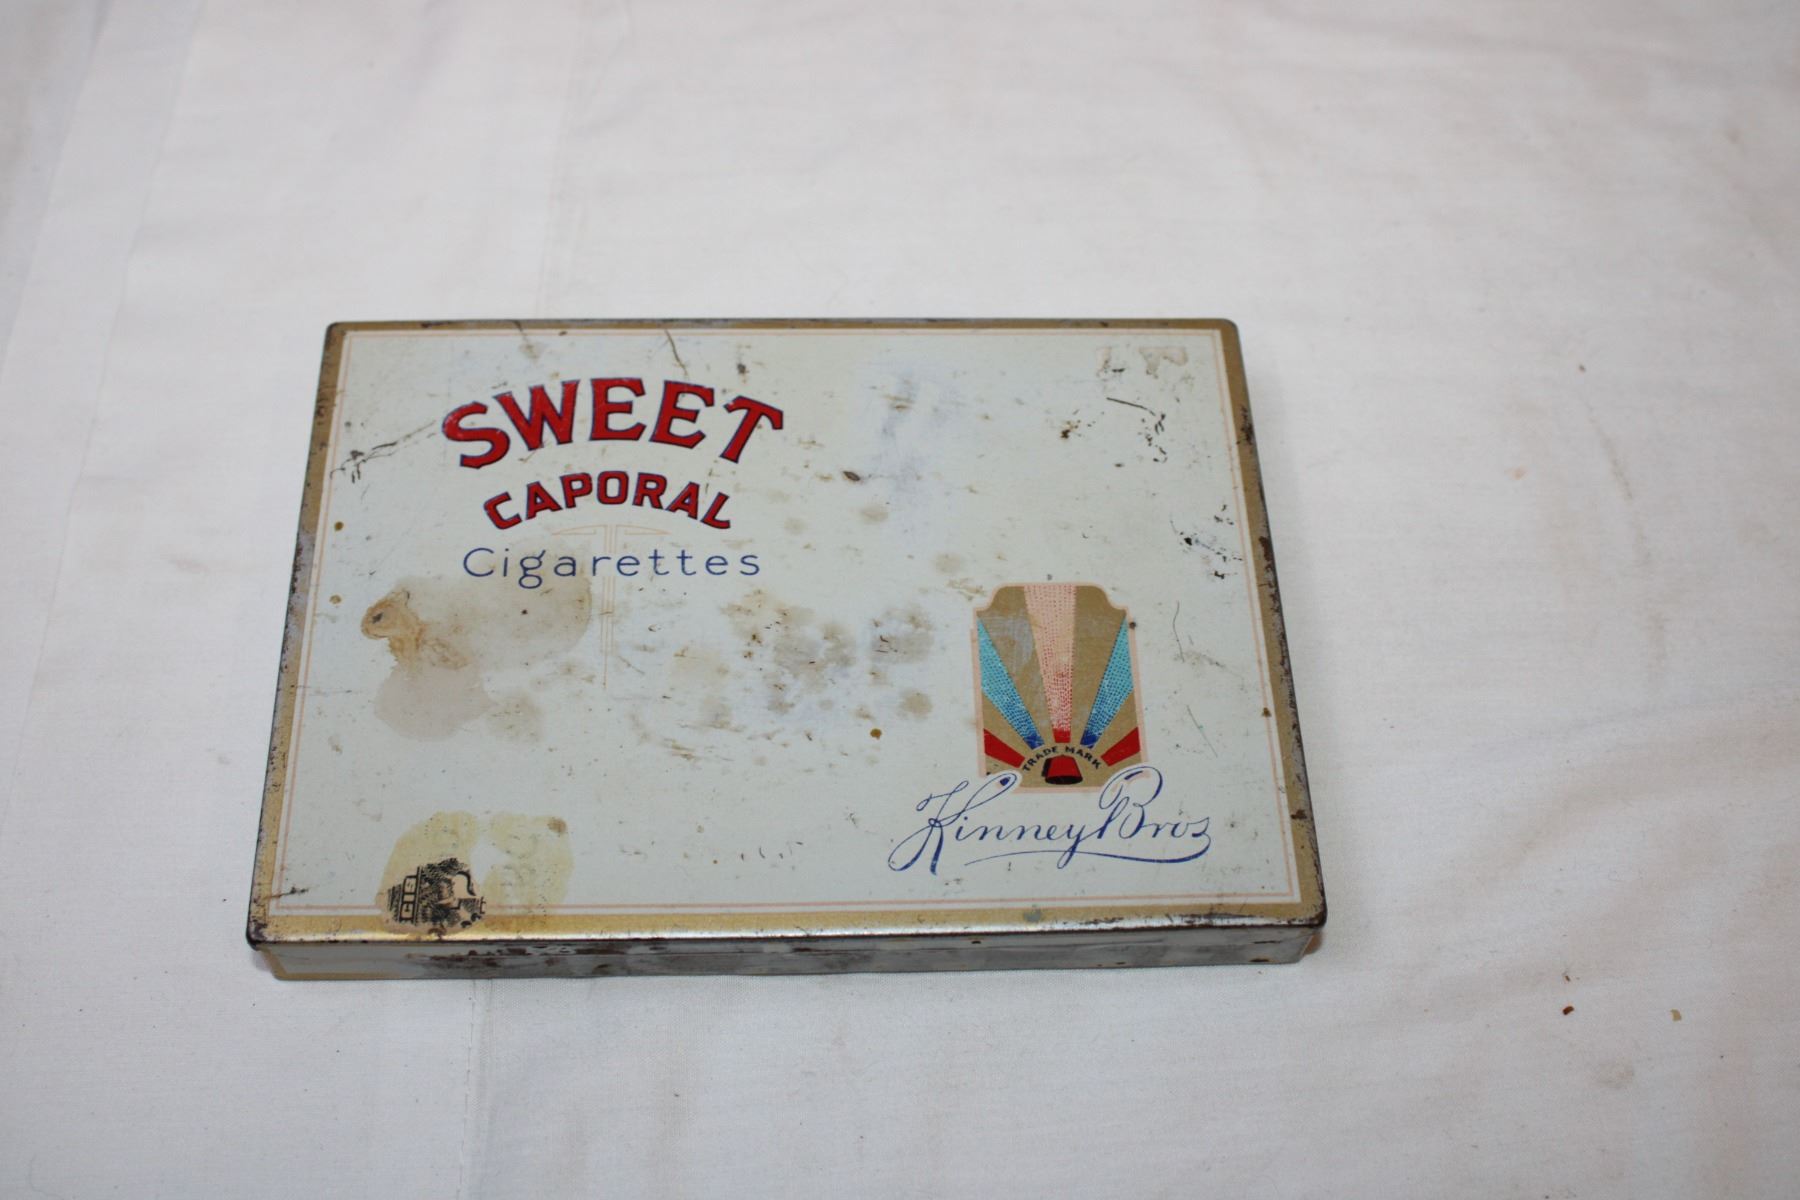 SWEET
CAPORAL
Cigarettes
TRADE MARK
Kinney Bros